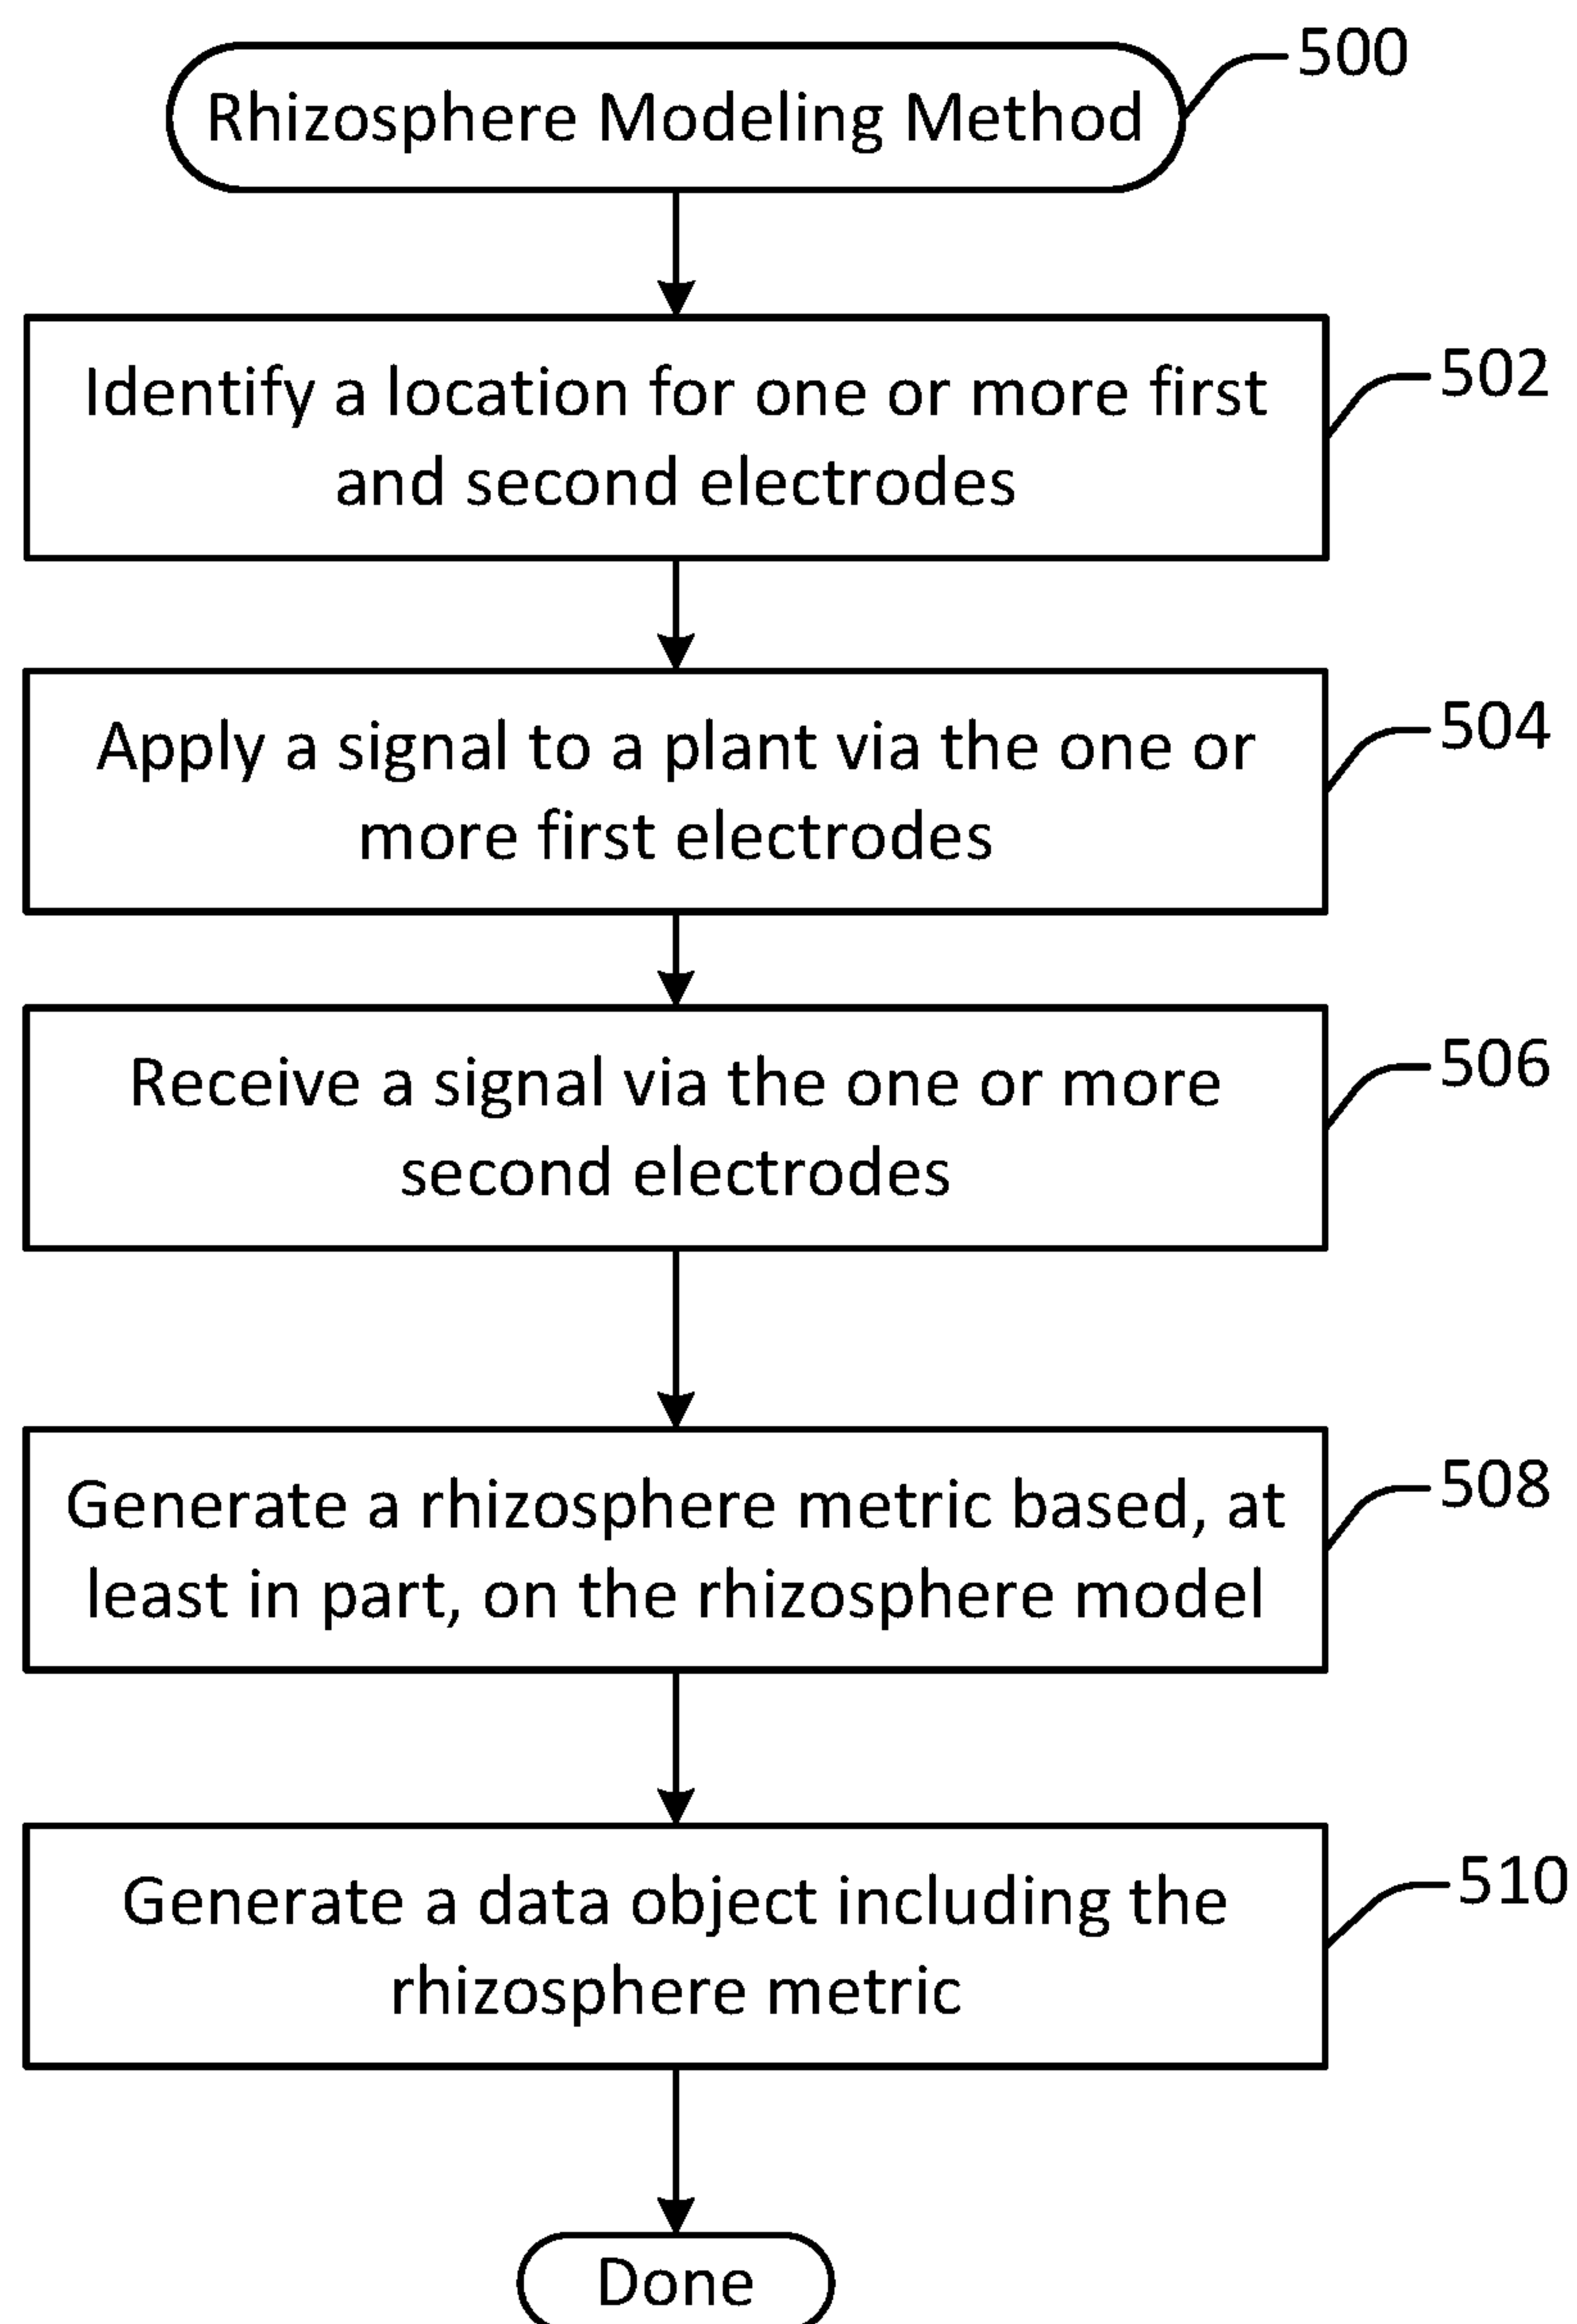 500
Rhizosphere Modeling Method
Identify a location for one or more first
and second electrodes
502
Apply a signal to a plant via the one or
more first electrodes
504
Receive a signal via the one or more
second electrodes
506
Generate a rhizosphere metric based, at
least in part, on the rhizosphere model
508
Generate a data object including the
rhizosphere metric
510
Done